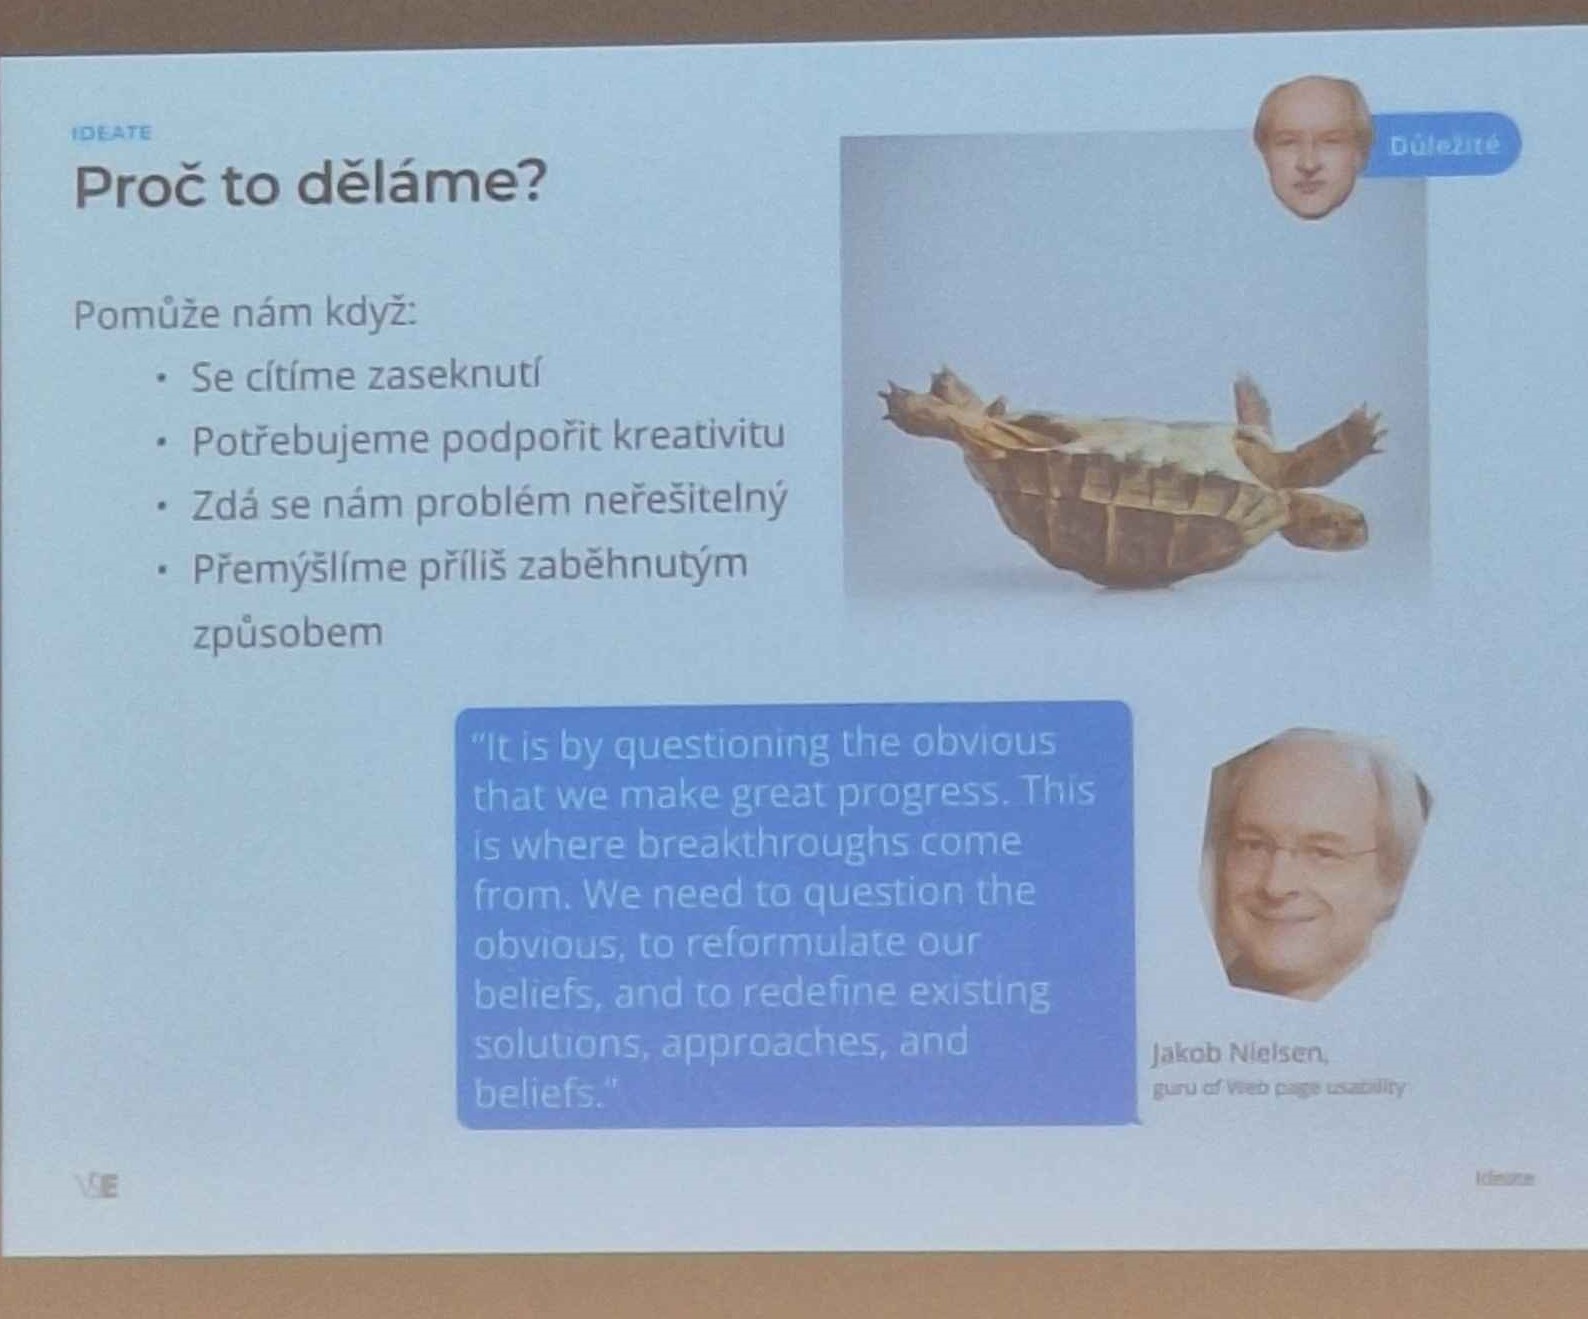 IDEATE
Proč to děláme?
Důležité
Pomůže nám když:
• Se cítíme zaseknutí
• Potřebujeme podpořit kreativitu
• Zdá se nám problém neřešitelný
• Přemýšlíme příliš zaběhnutým
způsobem
“It is by questioning the obvious
that we make great progress. This
is where breakthroughs come
from. We need to question the
obvious, to reformulate our
beliefs, and to redefine existing
solutions, approaches, and
beliefs.”
Jakob Nielsen,
guru of Web page usability
VŠE
Ideate